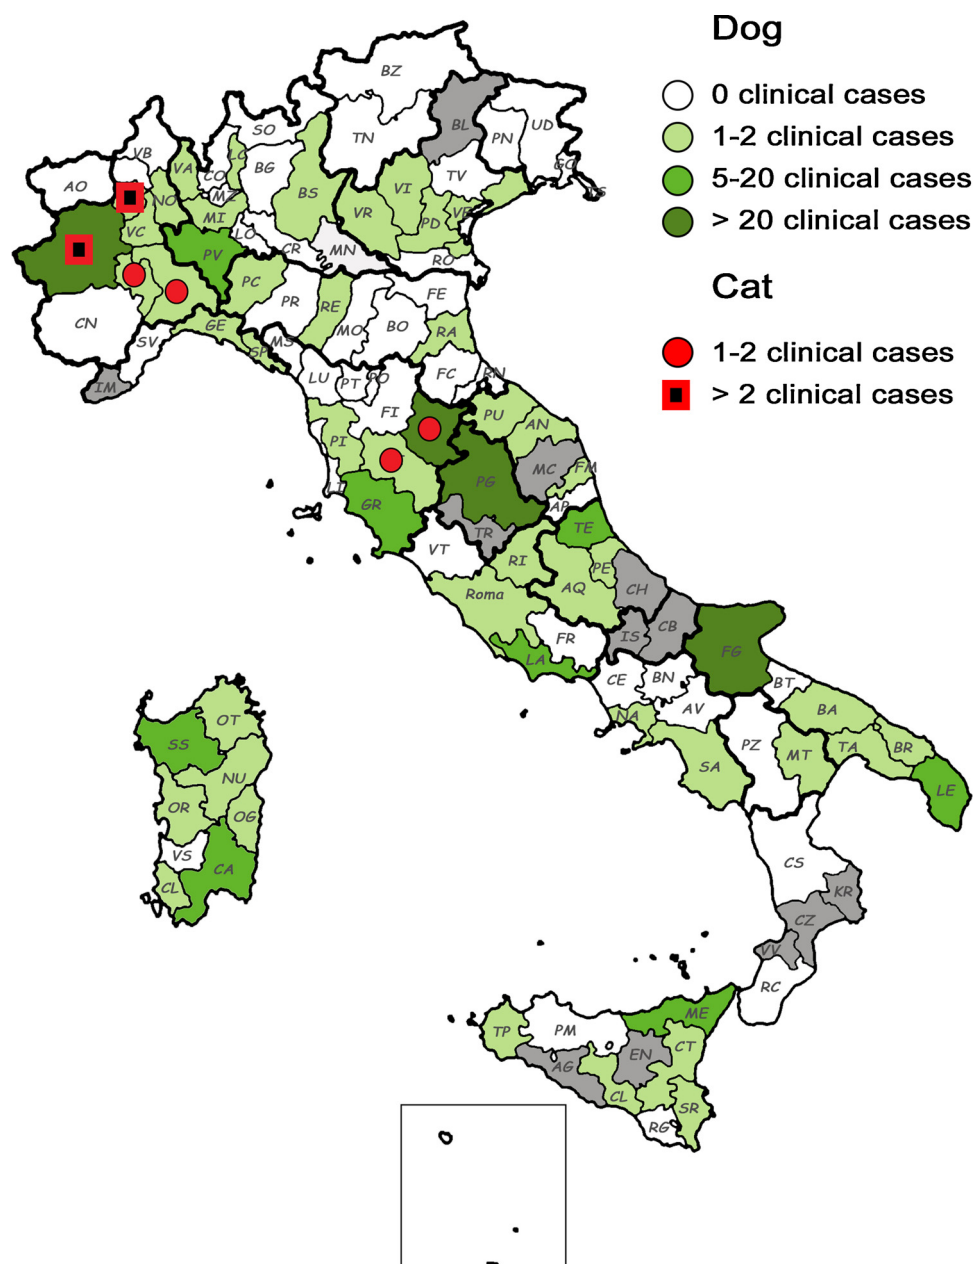 Dog
0 clinical cases
1-2 clinical cases
5-20 clinical cases
> 20 clinical cases
Cat
1-2 clinical cases
> 2 clinical cases
BZ
SO
TN
BL
PN
UD
VB
VA
LC
BG
GO
TS
AO
CO
MZ
BS
VI
TV
NO
MI
VR
PD
VE
VC
LO
CR
MN
RO
PV
PC
PR
RE
MO
BO
FE
CN
GE
RA
SV
SP
MS
IM
LU
PT
PO
FC
RN
FI
PU
AN
PI
MC
FM
LI
GR
PG
AP
TR
TE
VT
RI
PE
AQ
CH
Roma
FR
IS
CB
LA
FG
CE
BN
BT
AV
NA
BA
OT
SS
PZ
MT
TA
BR
SA
NU
LE
OR
OG
VS
CA
CL
CS
KR
CZ
VV
RC
ME
TP
PM
EN
CT
AG
CL
SR
RG